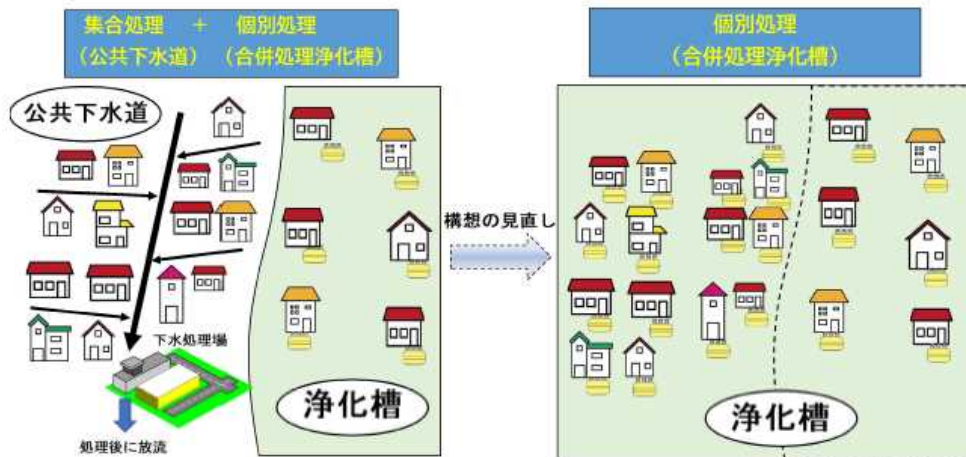 集合処理 + 個別処理
(公共下水道) (合併処理浄化槽)
公共下水道
下水処理場
処理後に放流
浄化槽
構想の見直し
個別処理
(合併処理浄化槽)
浄化槽